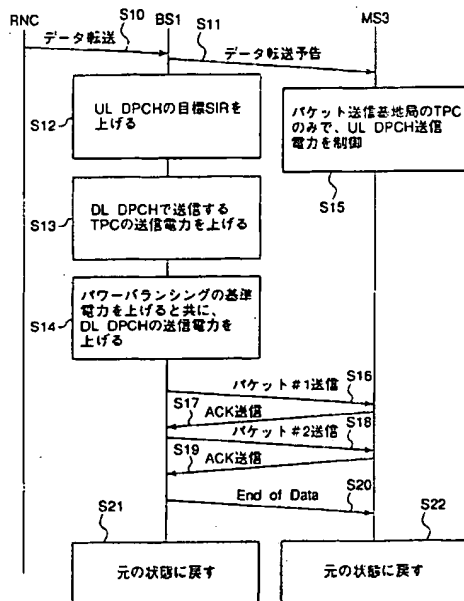 RNC
BS1
MS3
S10
データ転送
S11
データ転送予告
S12
UL DPCHの目標SIRを
上げる
パケット送信基地局のTPC
のみで、UL DPCH送信
電力を制御
S15
S13
DL DPCHで送信する
TPCの送信電力を上げる
S14
パワーバランシングの基準
電力を上げると共に、
DL DPCHの送信電力を
上げる
S16
パケット#1送信
S17
ACK送信
S18
パケット#2送信
S19
ACK送信
S20
End of Data
S21
元の状態に戻す
S22
元の状態に戻す